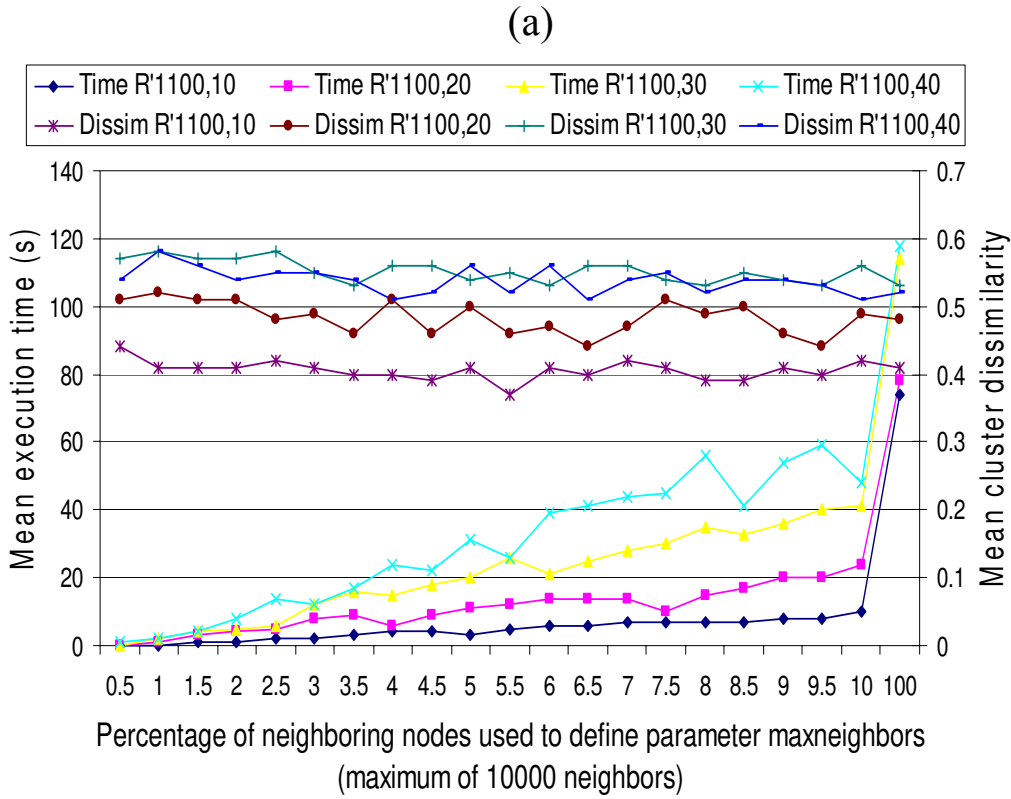 (a)
Time R'1100,10 Time R'1100,20 Time R'1100,30 Time R'1100,40
Dissim R'1100,10 Dissim R'1100,20 Dissim R'1100,30 Dissim R'1100,40
Mean execution time (s)
140
120
100
80
60
40
20
0
0.7
0.6
0.5
0.4
0.3
0.2
0.1
0
Mean cluster dissimilarity
0.5 1 1.5 2 2.5 3 3.5 4 4.5 5 5.5 6 6.5 7 7.5 8 8.5 9 9.5 10 100
Percentage of neighboring nodes used to define parameter maxneighbors
(maximum of 10000 neighbors)